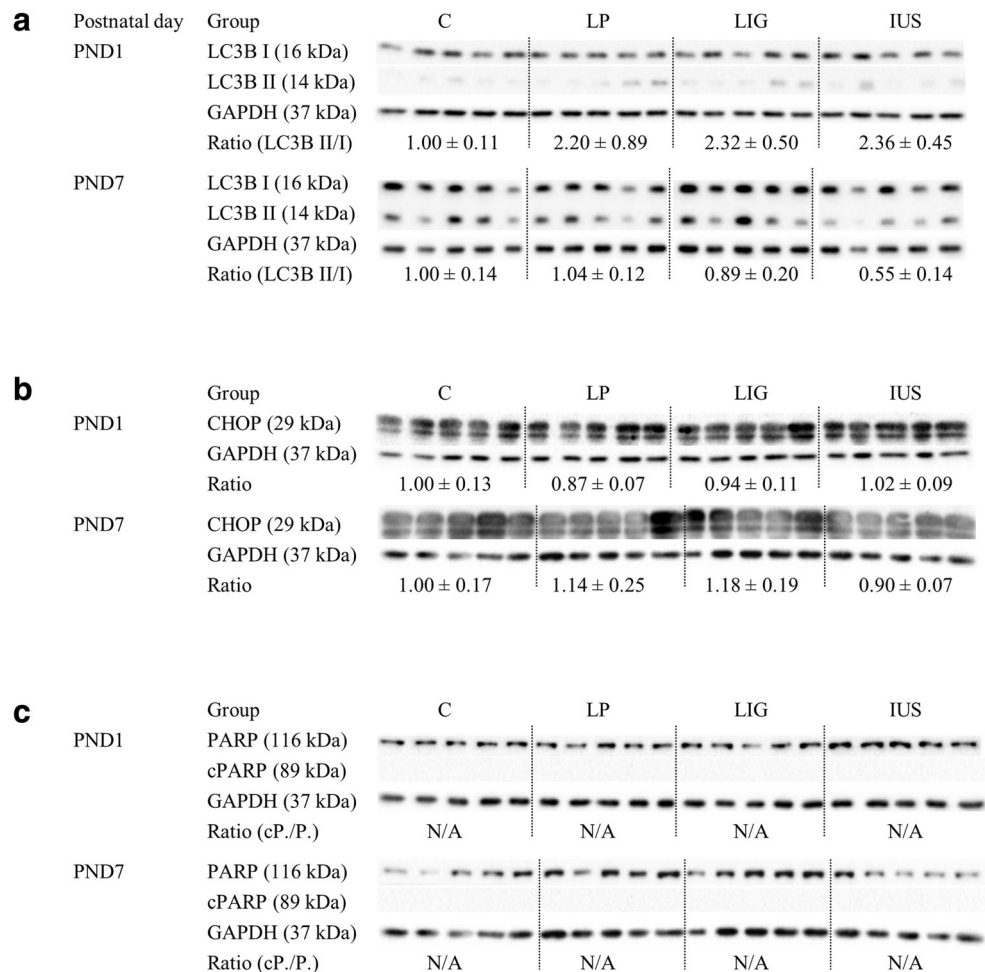 a Postnatal day Group C LP LIG IUS
PND1 LC3B I (16 kDa)
LC3B II (14 kDa)
GAPDH (37 kDa)
Ratio (LC3B II/I) 1.00 ± 0.11 2.20 ± 0.89 2.32 ± 0.50 2.36 ± 0.45
PND7 LC3B I (16 kDa)
LC3B II (14 kDa)
GAPDH (37 kDa)
Ratio (LC3B II/I) 1.00 ± 0.14 1.04 ± 0.12 0.89 ± 0.20 0.55 ± 0.14
b Group C LP LIG IUS
PND1 CHOP (29 kDa)
GAPDH (37 kDa)
Ratio 1.00 ± 0.13 0.87 ± 0.07 0.94 ± 0.11 1.02 ± 0.09
PND7 CHOP (29 kDa)
GAPDH (37 kDa)
Ratio 1.00 ± 0.17 1.14 ± 0.25 1.18 ± 0.19 0.90 ± 0.07
c Group C LP LIG IUS
PND1 PARP (116 kDa)
cPARP (89 kDa)
GAPDH (37 kDa)
Ratio (cP./P.) N/A N/A N/A N/A
PND7 PARP (116 kDa)
cPARP (89 kDa)
GAPDH (37 kDa)
Ratio (cP./P.) N/A N/A N/A N/A